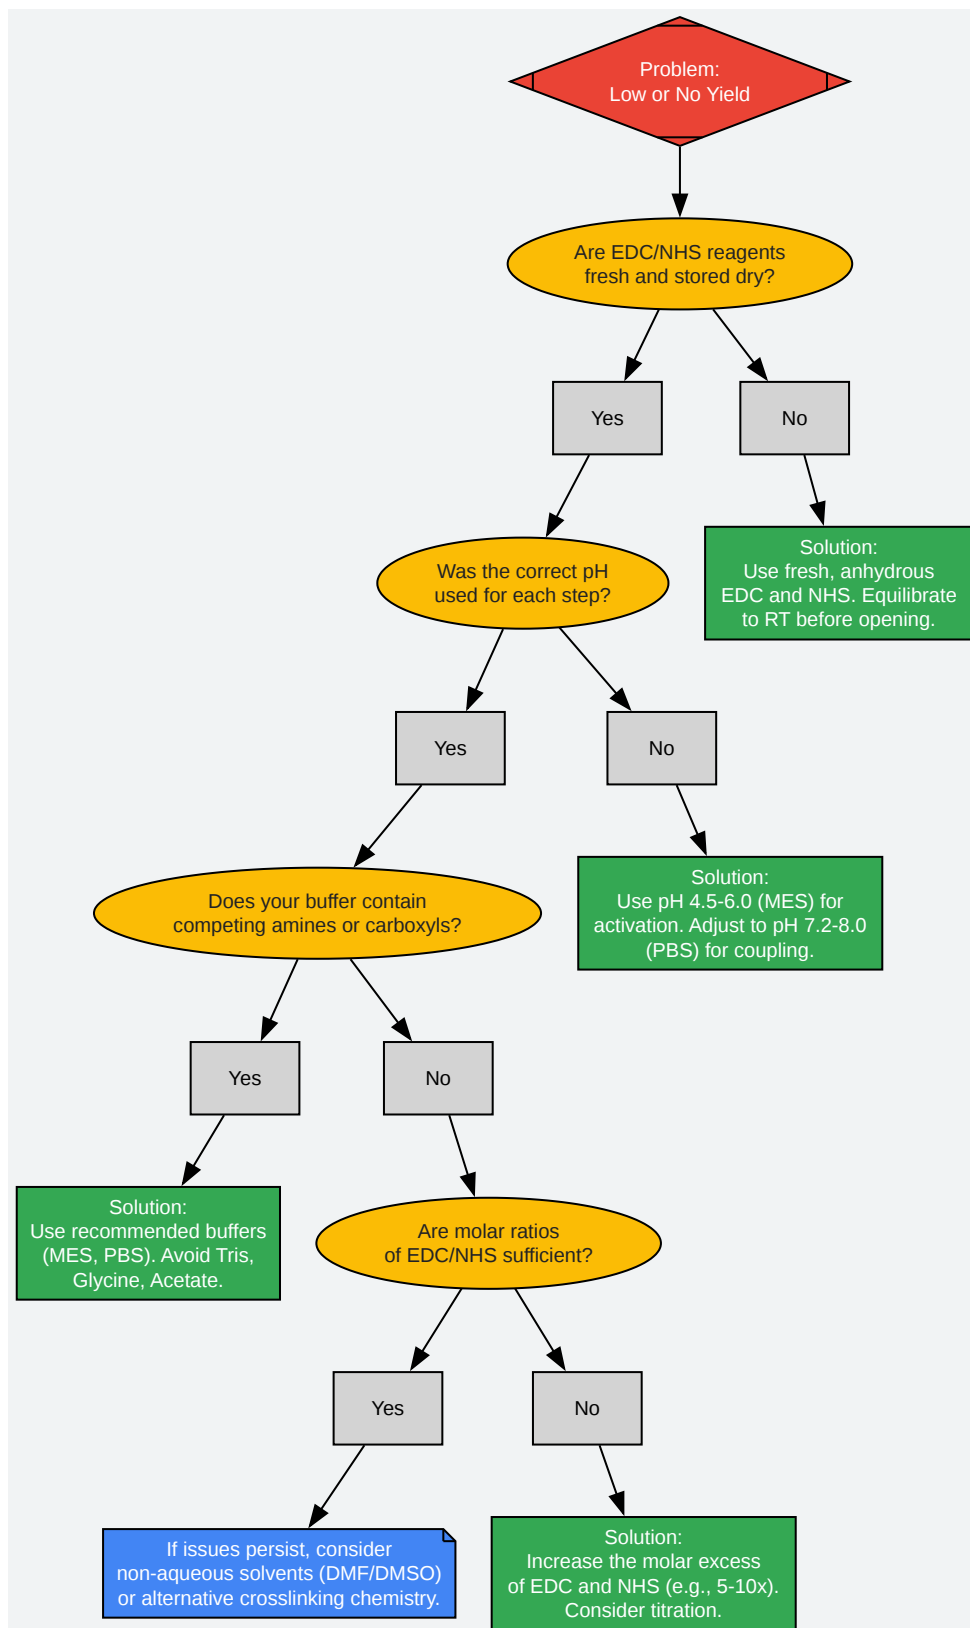 Problem:
Low or No Yield
Are EDC/NHS reagents
fresh and stored dry?
Yes
No
Solution:
Use fresh, anhydrous
EDC and NHS. Equilibrate
to RT before opening.
Was the correct pH
used for each step?
Yes
No
Solution:
Use pH 4.5-6.0 (MES) for
activation. Adjust to pH 7.2-8.0
(PBS) for coupling.
Does your buffer contain
competing amines or carboxyls?
Yes
No
Solution:
Use recommended buffers
(MES, PBS). Avoid Tris,
Glycine, Acetate.
Are molar ratios
of EDC/NHS sufficient?
Yes
No
If issues persist, consider
non-aqueous solvents (DMF/DMSO)
or alternative crosslinking chemistry.
Solution:
Increase the molar excess
of EDC and NHS (e.g., 5-10x).
Consider titration.